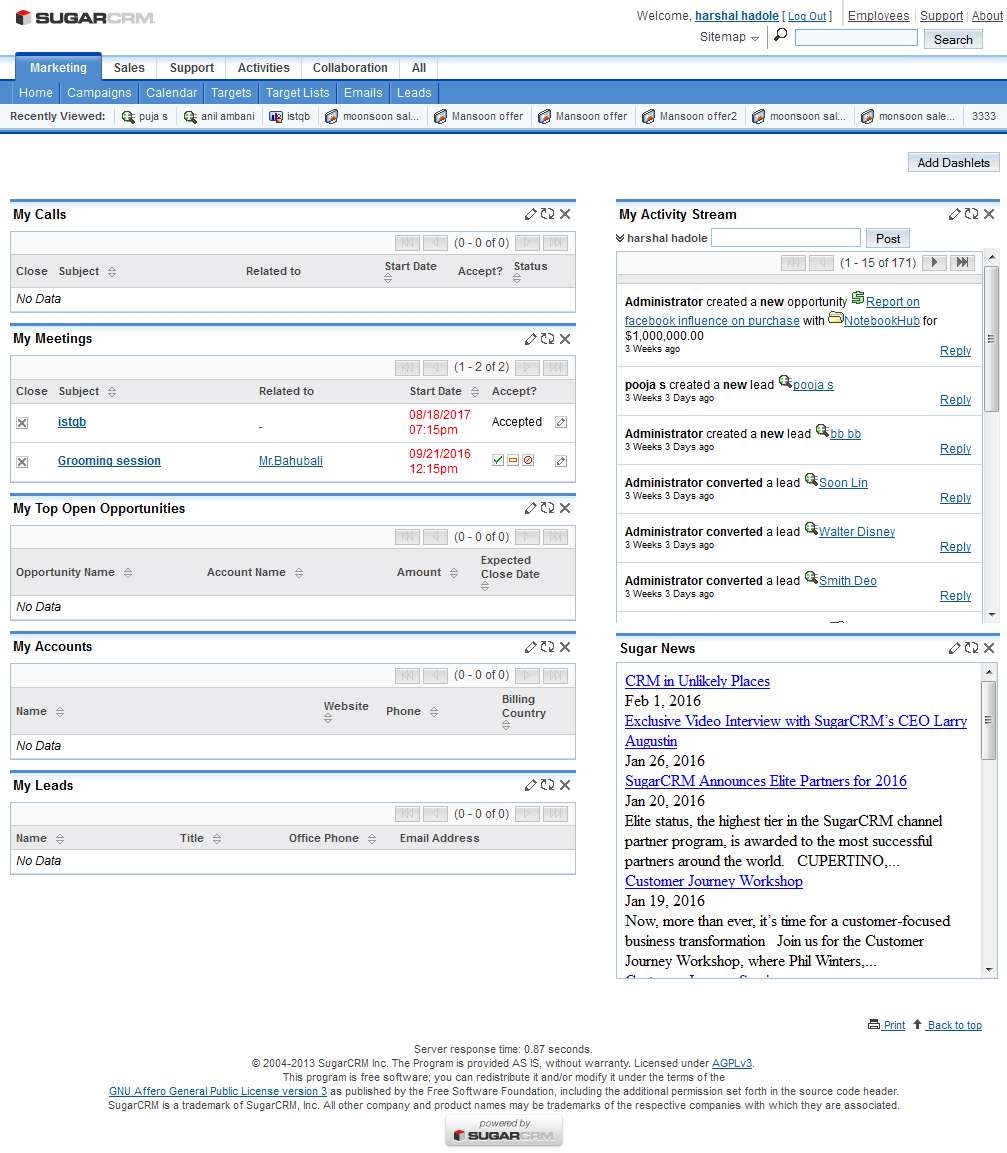 SUGARCRM
Welcome, harshal hadole [ Log Out ] Employees | Support | About
Sitemap Search
Marketing Sales Support Activities Collaboration All
Home Campaigns Calendar Targets Target Lists Emails Leads
Recently Viewed: puja s anil ambani istqb moonsoon sal... Mansoon offer Mansoon offer Mansoon offer2 moonsoon sal... monsoon sale... 3333
Add Dashlets
My Calls
(0 - 0 of 0)
Close Subject Related to Start Date Accept? Status
No Data
My Meetings
(1 - 2 of 2)
Close Subject Related to Start Date Accept?
istqb - 08/18/2017 Accepted
07:15pm
Grooming session Mr.Bahubali 09/21/2016
12:15pm
My Top Open Opportunities
(0 - 0 of 0)
Opportunity Name Account Name Amount Expected
Close Date
No Data
My Accounts
(0 - 0 of 0)
Name Website Phone Billing
Country
No Data
My Leads
(0 - 0 of 0)
Name Title Office Phone Email Address
No Data
My Activity Stream
harshal hadole Post
(1 - 15 of 171)
Administrator created a new opportunity Report on
facebook influence on purchase with NotebookHub for
$1,000,000.00
3 Weeks ago
Reply
pooja s created a new lead pooja s
3 Weeks 3 Days ago
Reply
Administrator created a new lead bb bb
3 Weeks 3 Days ago
Reply
Administrator converted a lead Soon Lin
3 Weeks 3 Days ago
Reply
Administrator converted a lead Walter Disney
3 Weeks 3 Days ago
Reply
Administrator converted a lead Smith Deo
3 Weeks 3 Days ago
Reply
Sugar News
CRM in Unlikely Places
Feb 1, 2016
Exclusive Video Interview with SugarCRM’s CEO Larry
Augustin
Jan 26, 2016
SugarCRM Announces Elite Partners for 2016
Jan 20, 2016
Elite status, the highest tier in the SugarCRM channel
partner program, is awarded to the most successful
partners around the world. CUPERTINO,...
Customer Journey Workshop
Jan 19, 2016
Now, more than ever, it’s time for a customer-focused
business transformation Join us for the Customer
Journey Workshop, where Phil Winters,...
Print Back to top
Server response time: 0.87 seconds.
© 2004-2013 SugarCRM Inc. The Program is provided AS IS, without warranty. Licensed under AGPLv3.
This program is free software; you can redistribute it and/or modify it under the terms of the
GNU Affero General Public License version 3 as published by the Free Software Foundation, including the additional permission set forth in the source code header.
SugarCRM is a trademark of SugarCRM, Inc. All other company and product names may be trademarks of the respective companies with which they are associated.
powered by
SUGARCRM